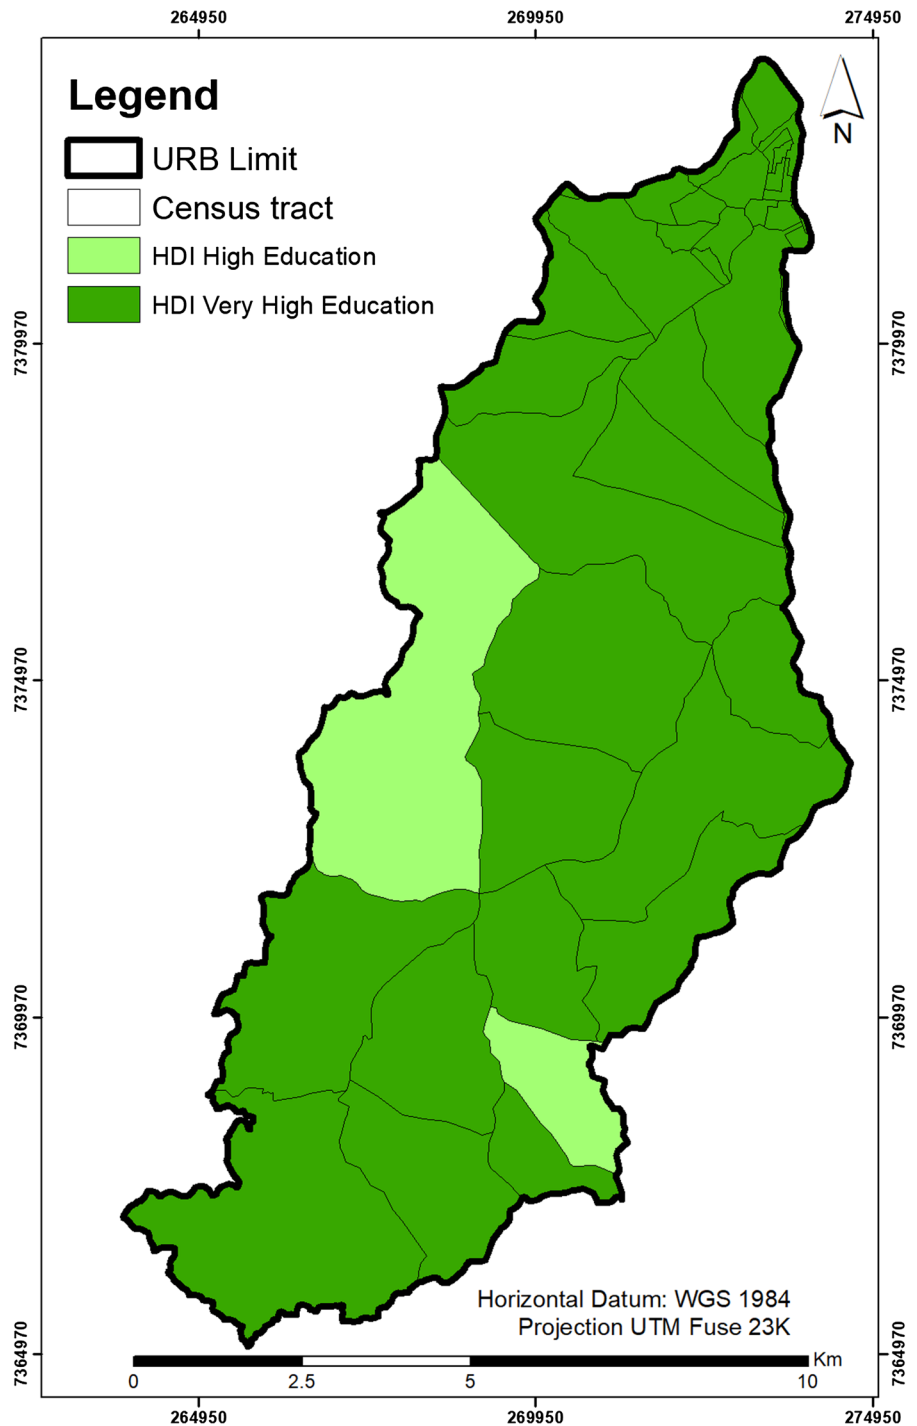 264950 269950 274950
Legend
URB Limit
Census tract
HDI High Education
HDI Very High Education
N
7379970 7379970
7374970 7374970
7369970 7369970
7364970 7364970
Horizontal Datum: WGS 1984
Projection UTM Fuse 23K
Km
0 2.5 5 10
264950 269950 274950